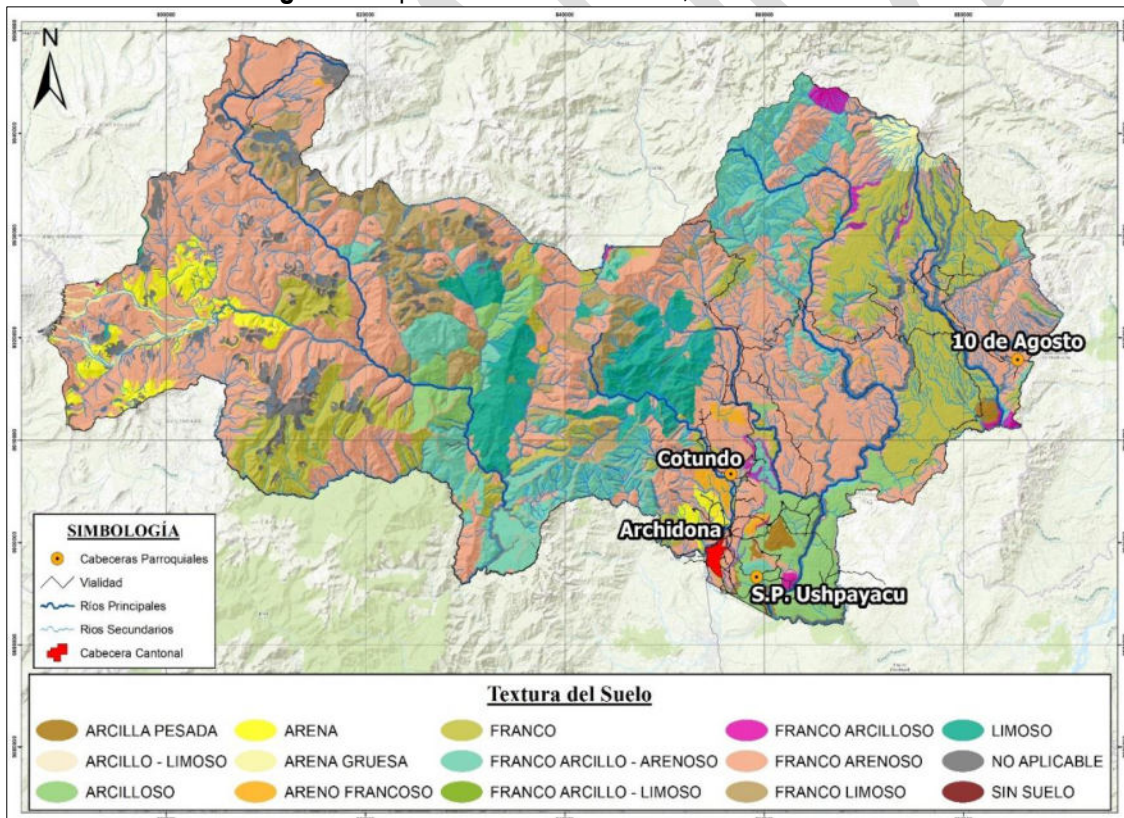 N
10 de Agosto
Cotundo
Archidona
S.P. Ushpayacu
SIMBOLOGÍA
Cabeceras Parroquiales
Vialidad
Ríos Principales
Rios Secundarios
Cabecera Cantonal
Textura del Suelo
ARCILLA PESADA
ARENA
FRANCO
FRANCO ARCILLOSO
LIMOSO
ARCILLO - LIMOSO
ARENA GRUESA
FRANCO ARCILLO - ARENOSO
FRANCO ARENOSO
NO APLICABLE
ARCILLOSO
ARENO FRANCOSO
FRANCO ARCILLO - LIMOSO
FRANCO LIMOSO
SIN SUELO